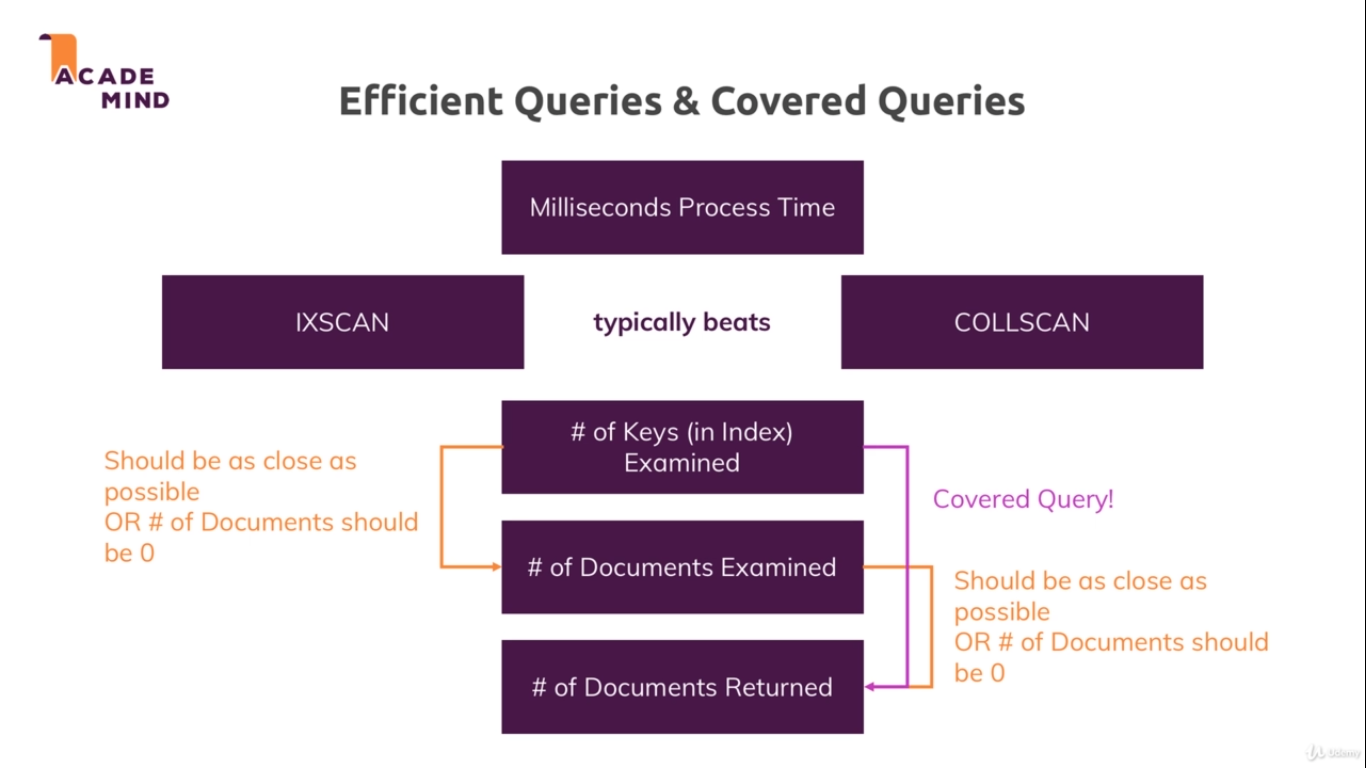 ACADE
MIND
Efficient Queries & Covered Queries
Milliseconds Process Time
IXSCAN
typically beats
COLLSCAN
# of Keys (in Index)
Examined
Should be as close as
possible
OR # of Documents should
be 0
Covered Query!
# of Documents Examined
Should be as close as
possible
OR # of Documents should
be 0
# of Documents Returned
Udemy